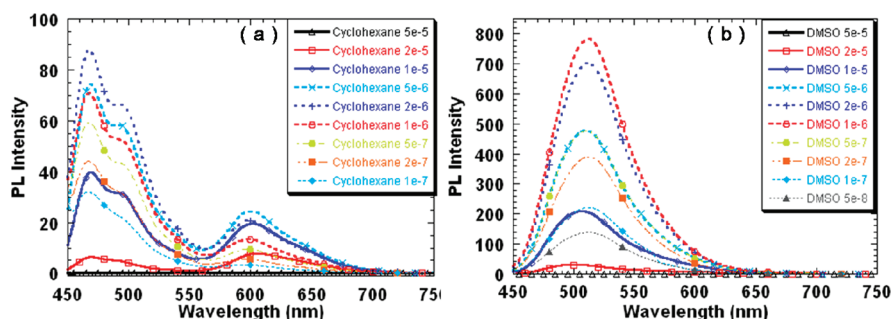 ( a )
PL Intensity
100
80
60
40
20
0
Cyclohexane 5e-5
Cyclohexane 2e-5
Cyclohexane 1e-5
Cyclohexane 5e-6
Cyclohexane 2e-6
Cyclohexane 1e-6
Cyclohexane 5e-7
Cyclohexane 2e-7
Cyclohexane 1e-7
450 500 550 600 650 700 750
Wavelength (nm)
( b )
PL Intensity
800
700
600
500
400
300
200
100
0
DMSO 5e-5
DMSO 2e-5
DMSO 1e-5
DMSO 5e-6
DMSO 2e-6
DMSO 1e-6
DMSO 5e-7
DMSO 2e-7
DMSO 1e-7
DMSO 5e-8
450 500 550 600 650 700 750
Wavelength (nm)